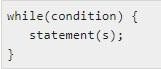 while(condition) {
   statement(s);
}